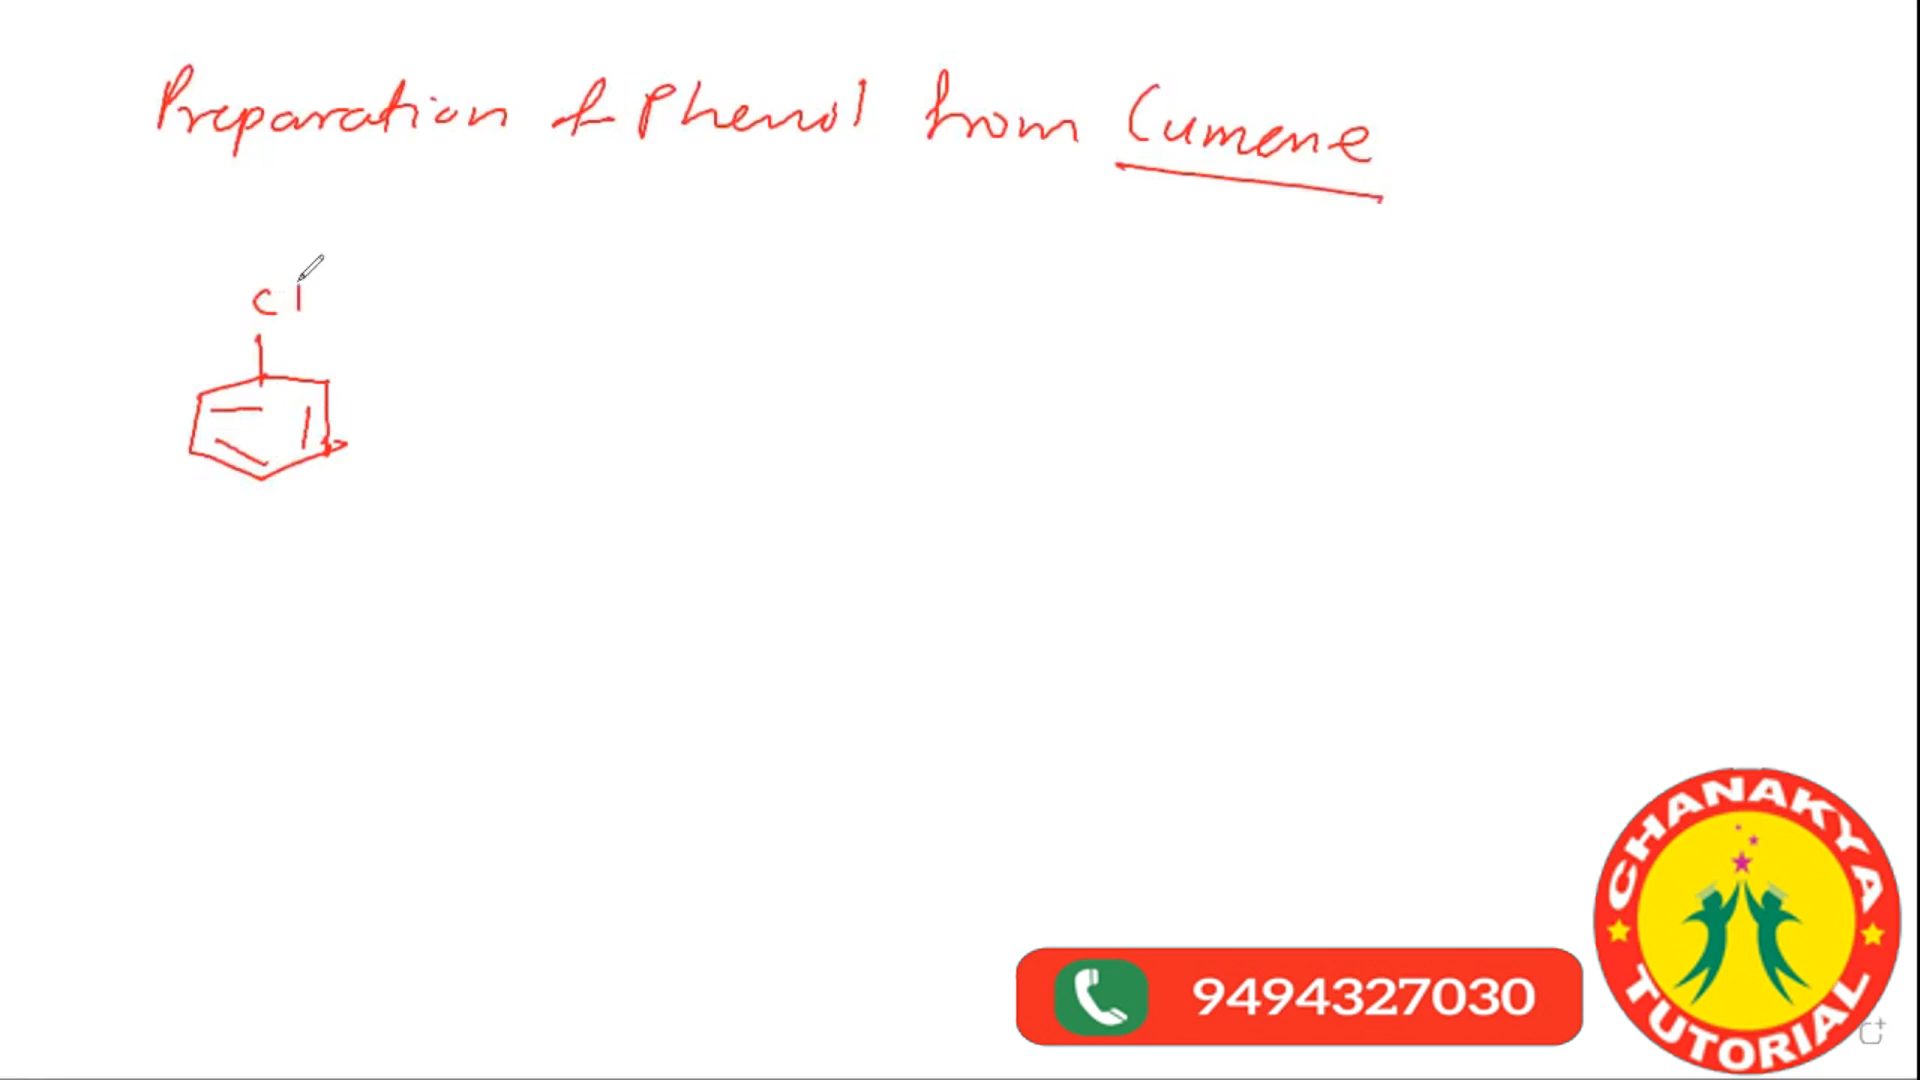 Preparation of Phenol from Cumene
Cl
9494327030
CHANAKYA
TUTORIAL